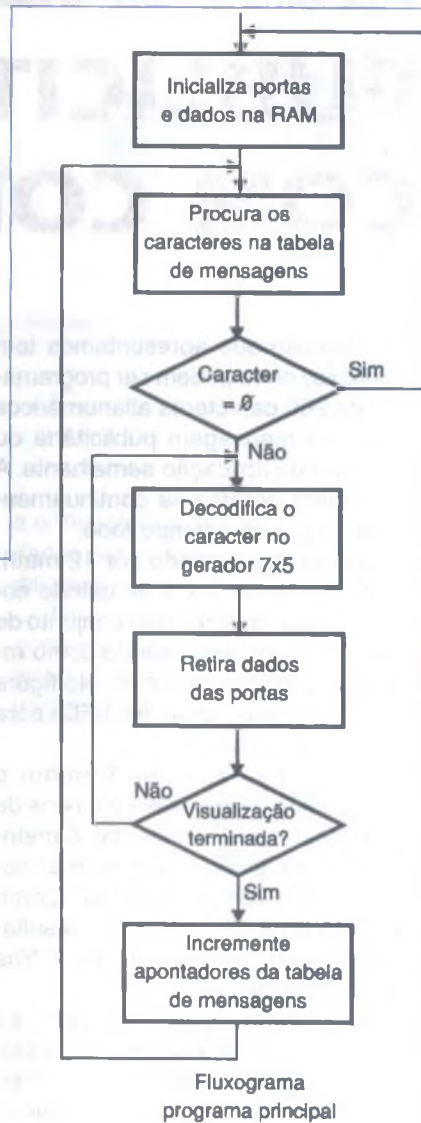 Inicializa portas
e dados na RAM
Procura os
caracteres na tabela
de mensagens
Caracter
= Ø
Sim
Não
Decodifica o
caracter no
gerador 7x5
Retira dados
das portas
Não
Visualização
terminada?
Sim
Incremente
apontadores da tabela
de mensagens
Fluxograma
programa principal